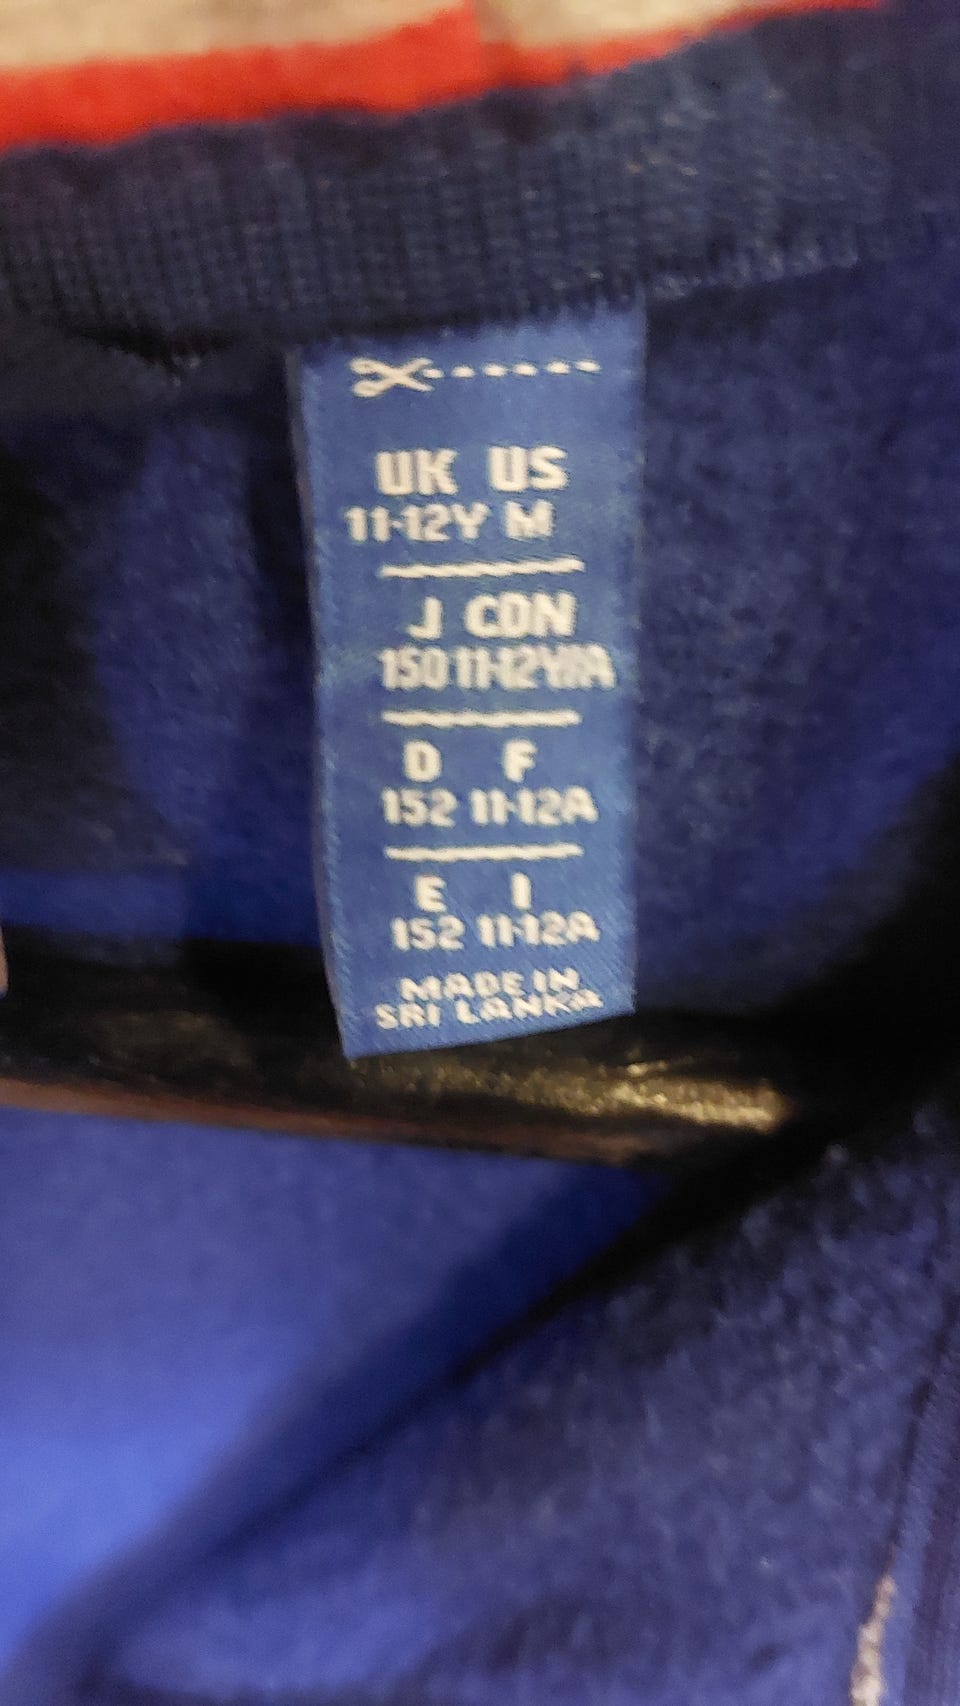 UK US
11-12Y M
J CDN
150 11-12Y/A
D F
152 11-12A
E I
152 11-12A
MADE IN
SRI LANKA